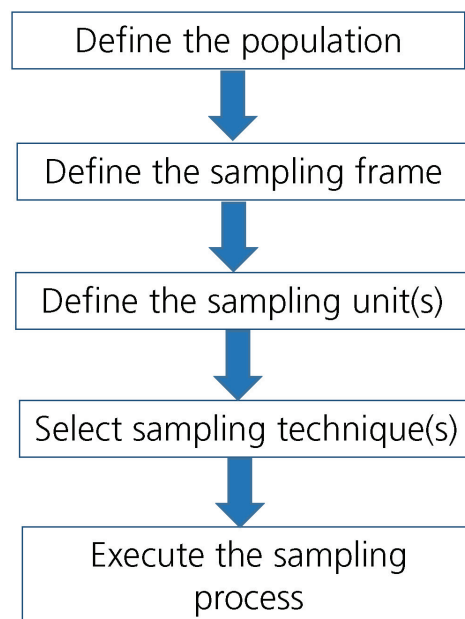 Define the population
Define the sampling frame
Define the sampling unit(s)
Select sampling technique(s)
Execute the sampling
process